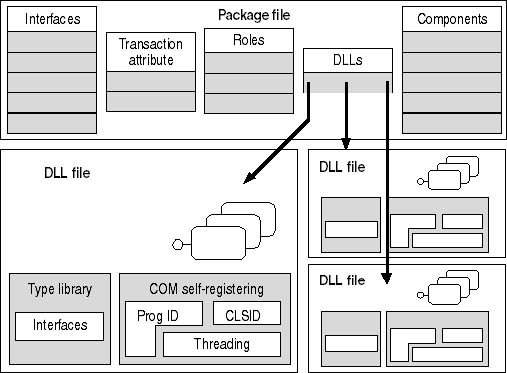 Package file
Interfaces
Transaction
attribute
Roles
DLLs
Components
DLL file
Type library
Interfaces
COM self-registering
Prog ID
CLSID
Threading
DLL file
DLL file